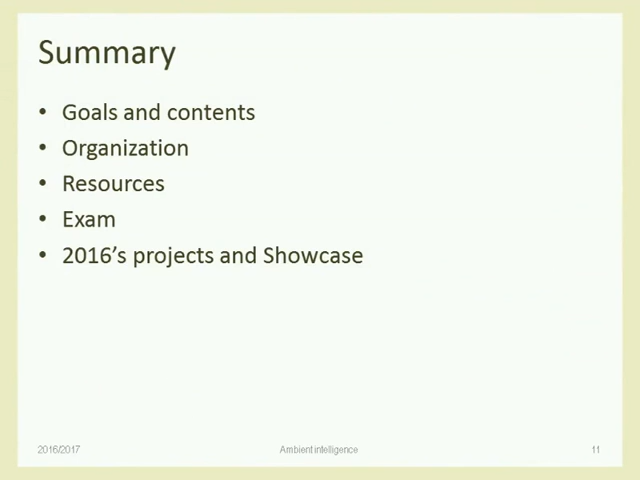 Summary
• Goals and contents
• Organization
• Resources
• Exam
• 2016's projects and Showcase
2016/2017 Ambient intelligence 11